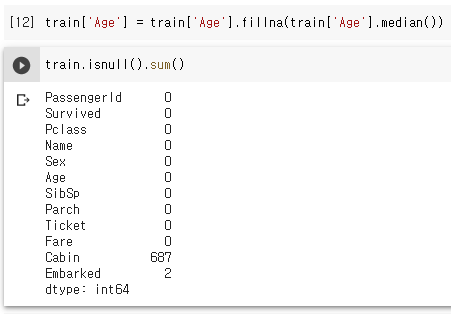 [12] train['Age'] = train['Age'].fillna(train['Age'].median())
train.isnull().sum()
PassengerId 0
Survived 0
Pclass 0
Name 0
Sex 0
Age 0
SibSp 0
Parch 0
Ticket 0
Fare 0
Cabin 687
Embarked 2
dtype: int64